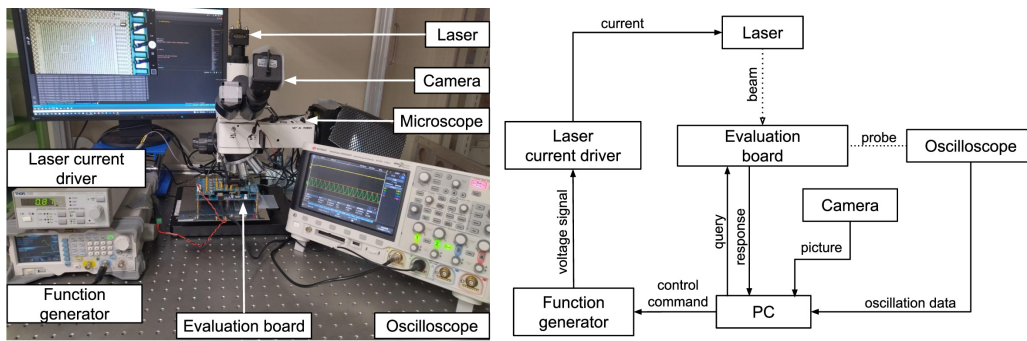 Laser
Camera
Microscope
Laser current
driver
Function
generator
Evaluation board
Oscilloscope
current
Laser
beam
Laser
current driver
Evaluation
board
probe
Oscilloscope
Camera
voltage signal
query
response
picture
control
command
oscillation data
Function
generator
PC